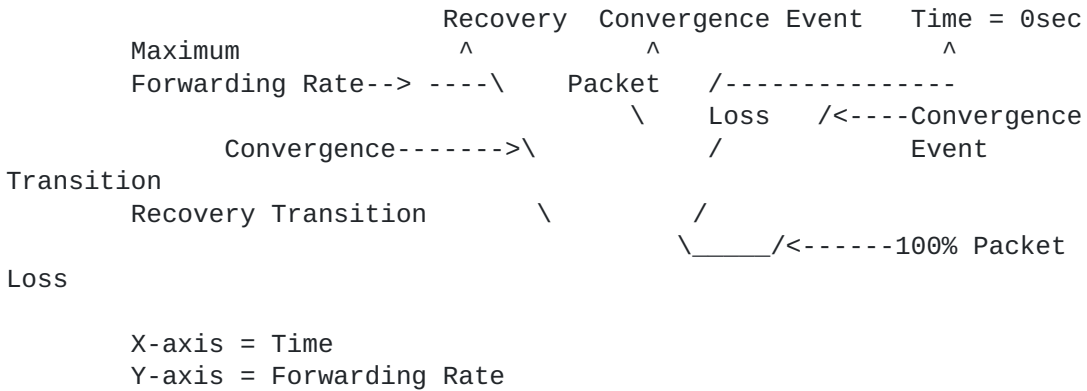 Recovery  Convergence Event   Time = 0sec
        Maximum              ^           ^                  ^
        Forwarding Rate--> ----\    Packet   /---------------
                                        \    Loss   /<----Convergence
              Convergence------->\           /            Event
Transition
        Recovery Transition       \         /
                                           \_____/<------100% Packet
Loss

        X-axis = Time
        Y-axis = Forwarding Rate